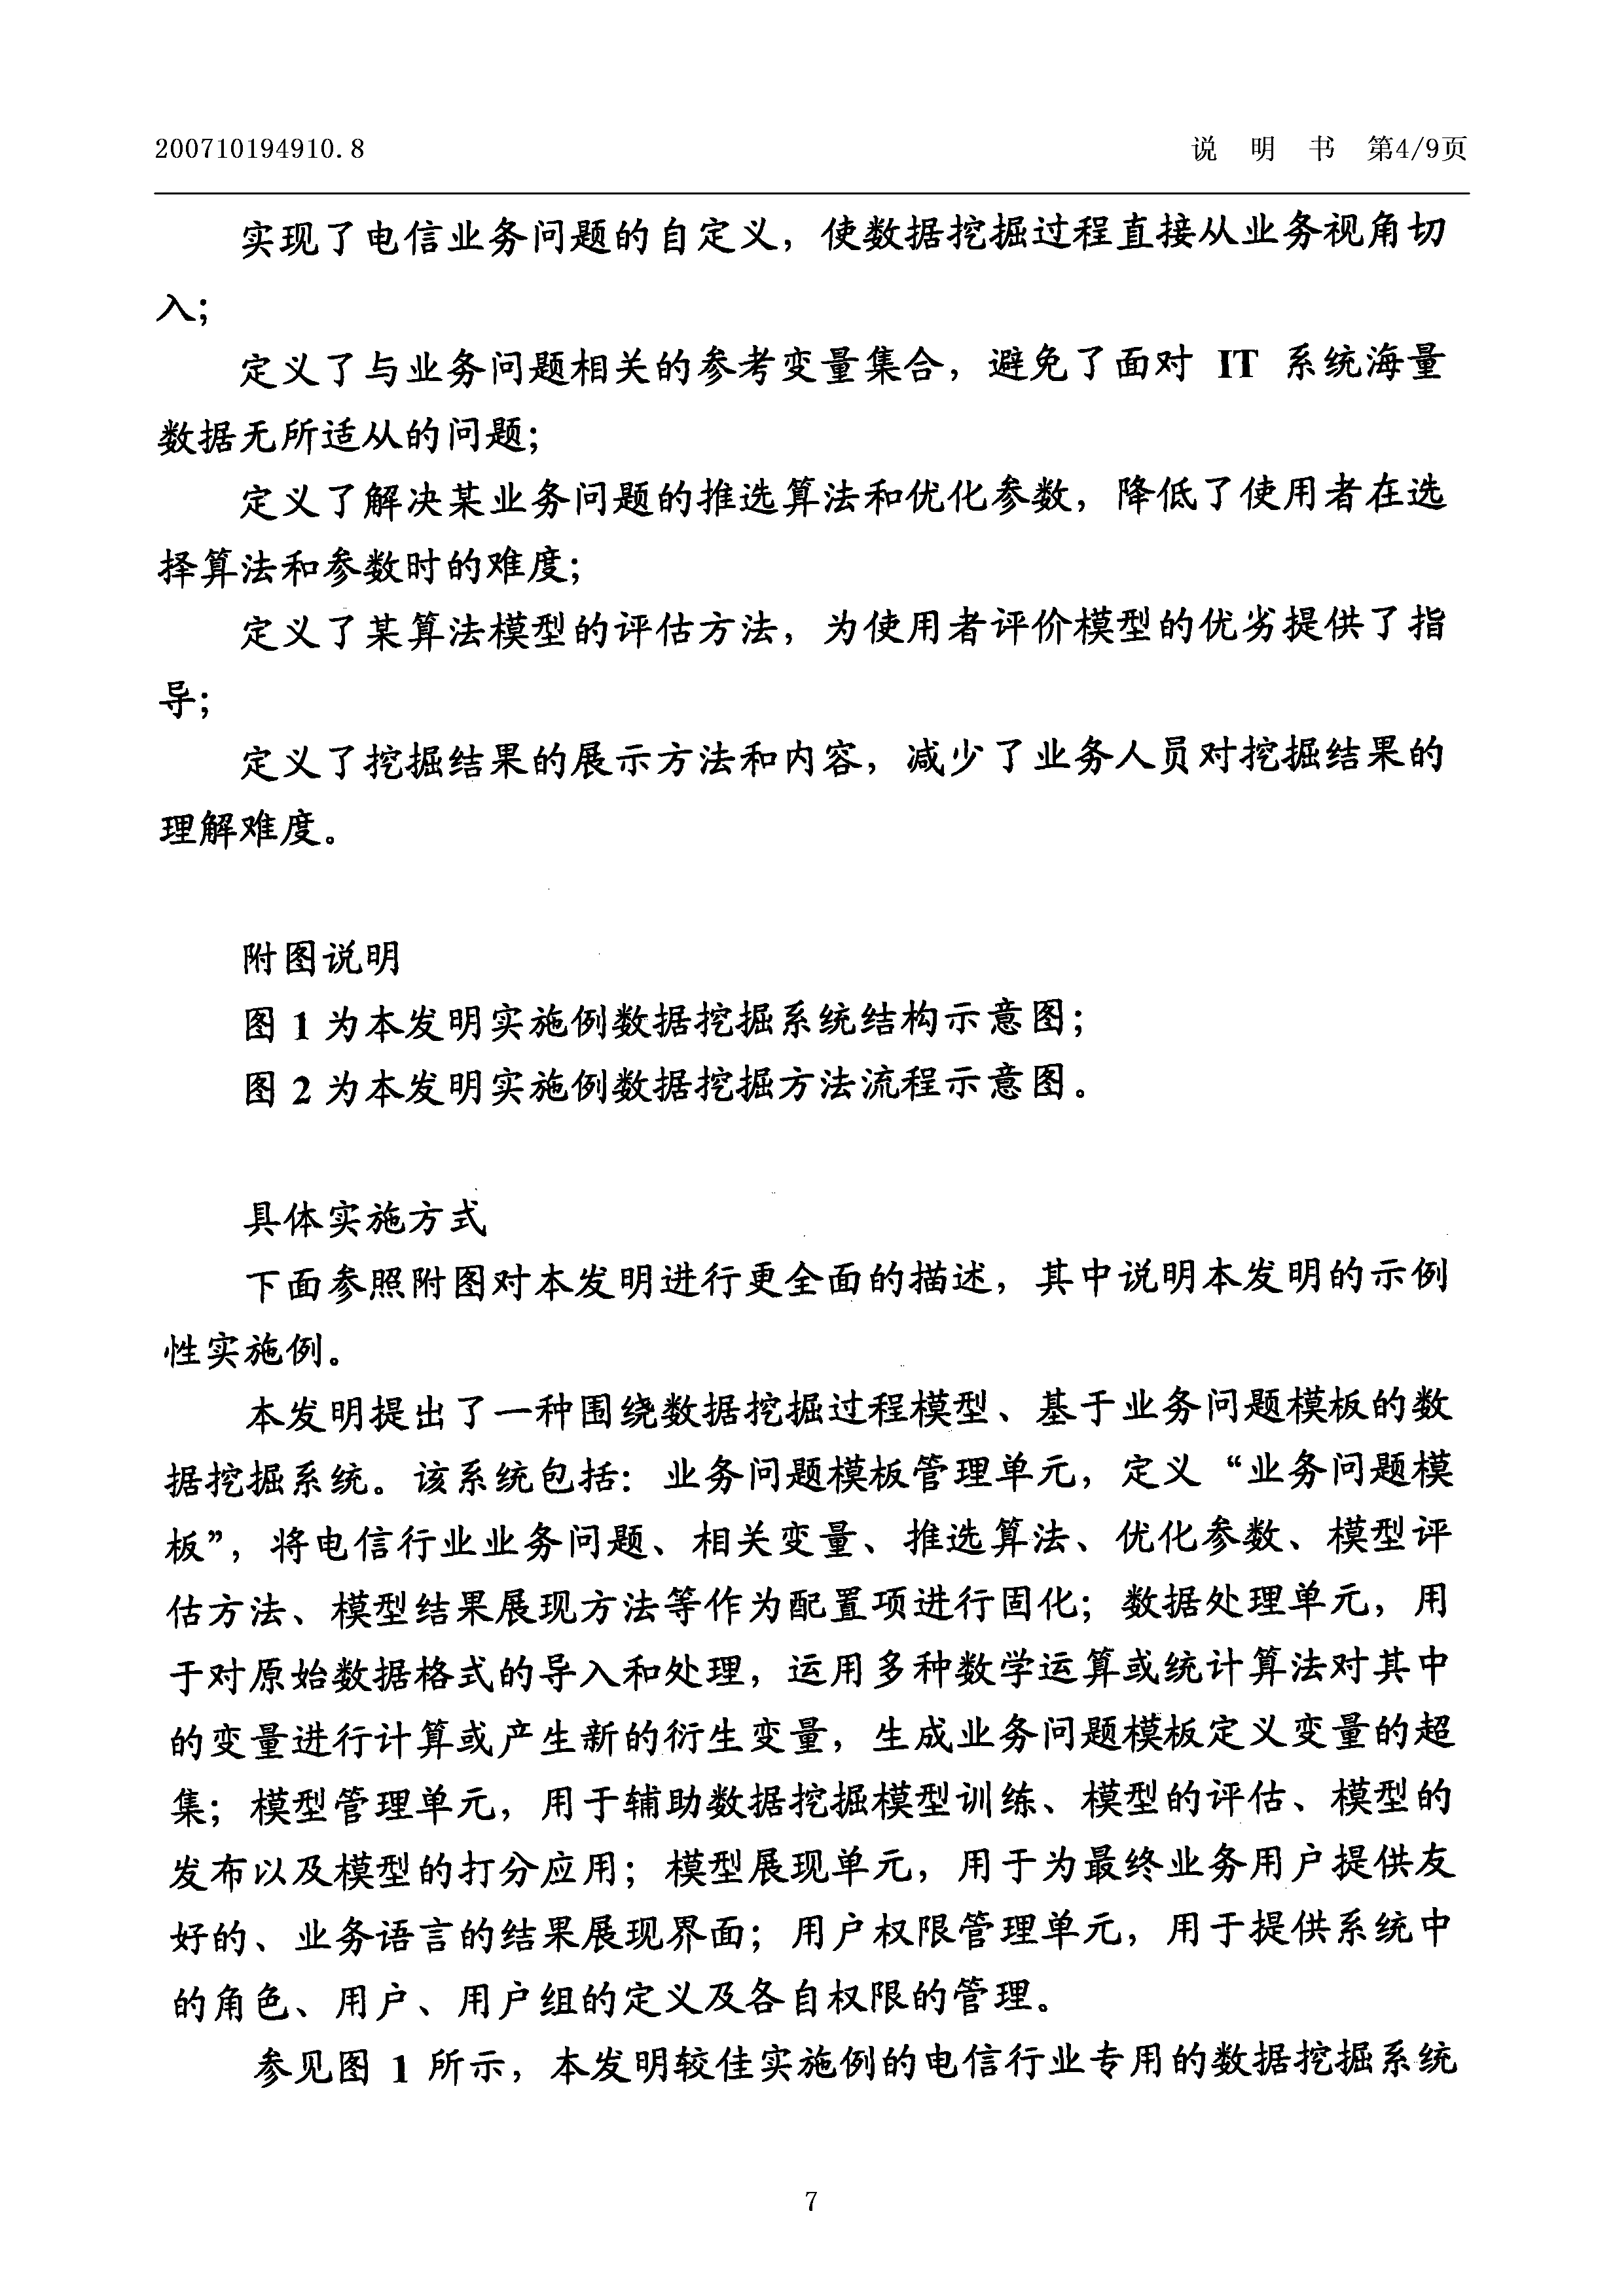 200710194910.8
说 明 书 第4/9页
实现了电信业务问题的自定义，使数据挖掘过程直接从业务视角切
入；
定义了与业务问题相关的参考变量集合，避免了面对 IT 系统海量
数据无所适从的问题；
定义了解决某业务问题的推选算法和优化参数，降低了使用者在选
择算法和参数时的难度；
定义了某算法模型的评估方法，为使用者评价模型的优劣提供了指
导；
定义了挖掘结果的展示方法和内容，减少了业务人员对挖掘结果的
理解难度。
附图说明
图 1 为本发明实施例数据挖掘系统结构示意图；
图 2 为本发明实施例数据挖掘方法流程示意图。
具体实施方式
下面参照附图对本发明进行更全面的描述，其中说明本发明的示例
性实施例。
本发明提出了一种围绕数据挖掘过程模型、基于业务问题模板的数
据挖掘系统。该系统包括：业务问题模板管理单元，定义“业务问题模
板”，将电信行业业务问题、相关变量、推选算法、优化参数、模型评
估方法、模型结果展现方法等作为配置项进行固化；数据处理单元，用
于对原始数据格式的导入和处理，运用多种数学运算或统计算法对其中
的变量进行计算或产生新的衍生变量，生成业务问题模板定义变量的超
集；模型管理单元，用于辅助数据挖掘模型训练、模型的评估、模型的
发布以及模型的打分应用；模型展现单元，用于为最终业务用户提供友
好的、业务语言的结果展现界面；用户权限管理单元，用于提供系统中
的角色、用户、用户组的定义及各自权限的管理。
参见图 1 所示，本发明较佳实施例的电信行业专用的数据挖掘系统
7